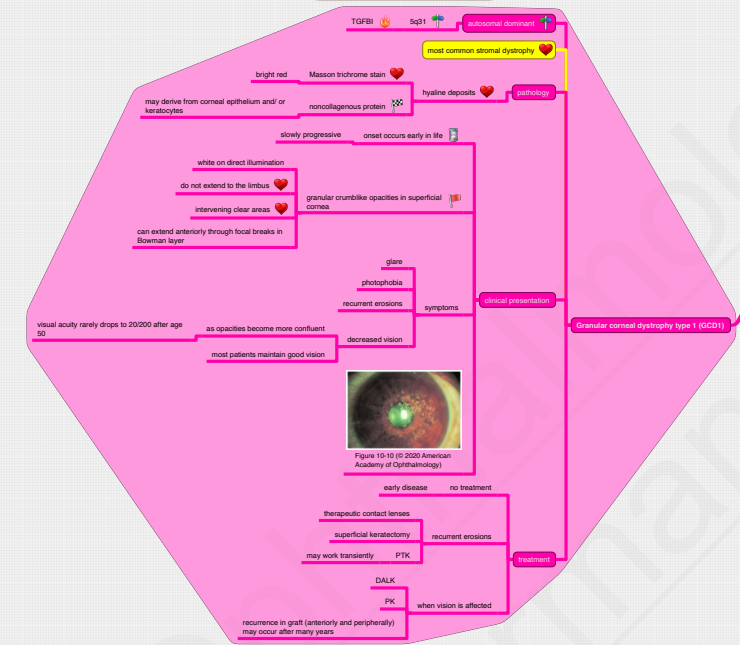 TGFBI
5q31
autosomal dominant
most common stromal dystrophy
bright red
Masson trichrome stain
hyaline deposits
pathology
may derive from corneal epithelium and/ or
keratocytes
noncollagenous protein
slowly progressive
onset occurs early in life
white on direct illumination
do not extend to the limbus
intervening clear areas
can extend anteriorly through focal breaks in
Bowman layer
granular crumblike opacities in superficial
cornea
glare
photophobia
recurrent erosions
symptoms
clinical presentation
visual acuity rarely drops to 20/200 after age
50
as opacities become more confluent
most patients maintain good vision
decreased vision
Granular corneal dystrophy type 1 (GCD1)
Figure 10-10 (© 2020 American
Academy of Ophthalmology)
early disease
no treatment
therapeutic contact lenses
superficial keratectomy
may work transiently
PTK
recurrent erosions
treatment
DALK
PK
when vision is affected
recurrence in graft (anteriorly and peripherally)
may occur after many years